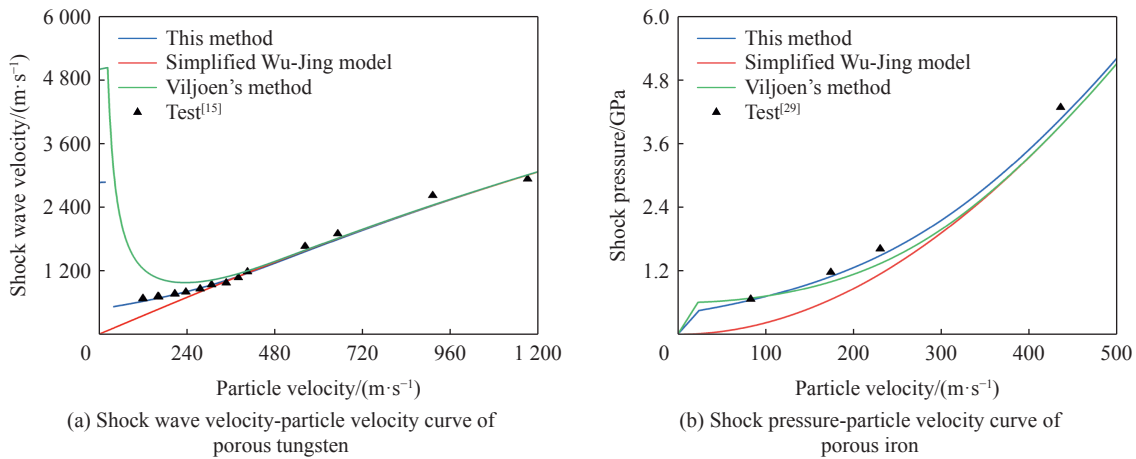 6 000
4 800
3 600
2 400
1 200
0
240
480
720
960
1 200
Shock wave velocity/(m·s⁻¹)
Particle velocity/(m·s⁻¹)
This method
Simplified Wu-Jing model
Viljoen's method
Test[15]
(a) Shock wave velocity-particle velocity curve of
porous tungsten
6.0
4.8
3.6
2.4
1.2
0
100
200
300
400
500
Shock pressure/GPa
Particle velocity/(m·s⁻¹)
This method
Simplified Wu-Jing model
Viljoen's method
Test[29]
(b) Shock pressure-particle velocity curve of
porous iron